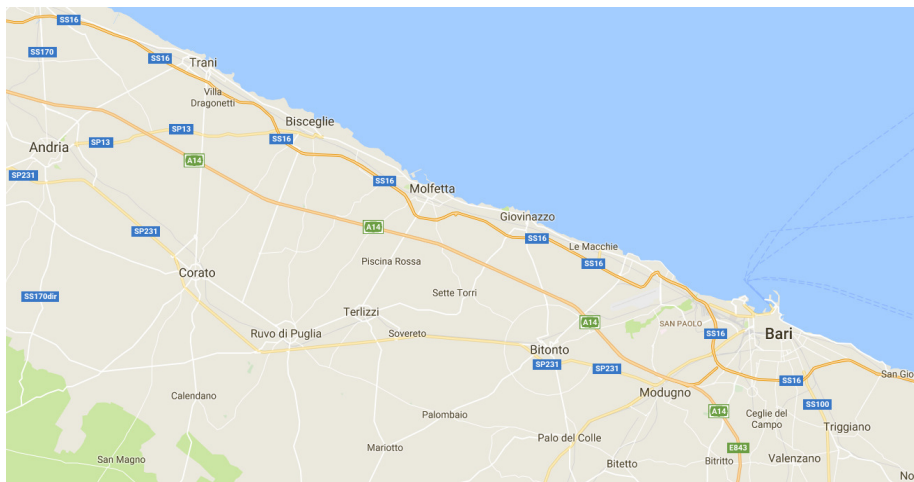 SS16
SS170
SS16
Trani
Villa
Dragonetti
Bisceglie
SP13
SP13
SS16
Andria
A14
SP231
SS16
Molfetta
Giovinazzo
A14
SP231
SS16
Le Macchie
Piscina Rossa
SS16
Corato
SS170dir
Sette Torri
Terlizzi
A14
SAN PAOLO
Ruvo di Puglia
Sovereto
SS16
Bari
Bitonto
SP231
SP231
San Gio
SS16
Calendano
Modugno
SS100
Palombaio
A14
Ceglie del
Campo
Triggiano
Palo del Colle
Mariotto
E843
San Magno
Bitetto
Bitritto
Valenzano
No